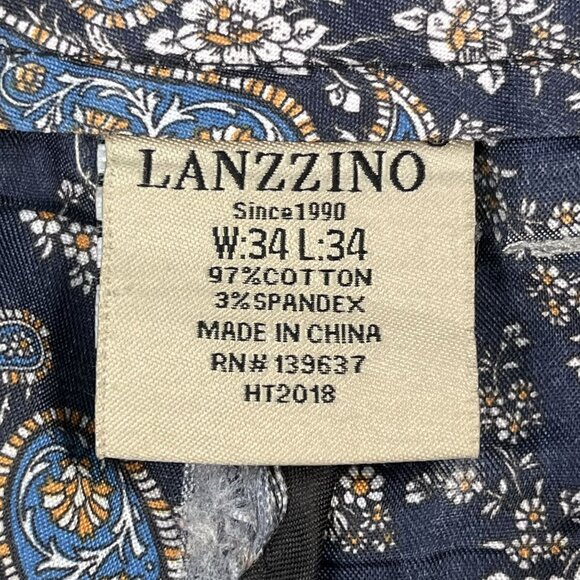 LANZZINO
Since1990
W:34 L:34
97%COTTON
3%SPANDEX
MADE IN CHINA
RN# 139637
HT2018